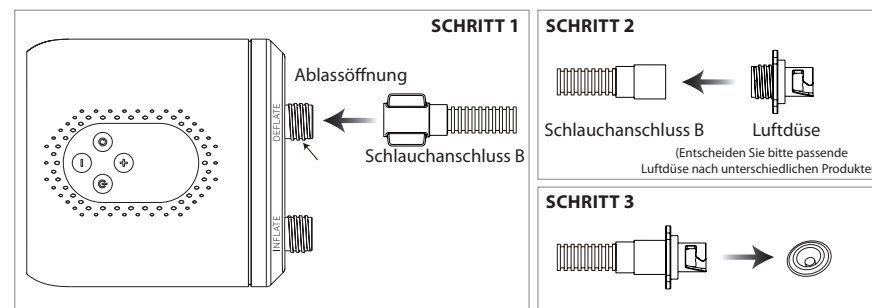 SCHRITT 1
Ablassöffnung
DEFLATE
Schlauchanschluss B
INFLATE
SCHRITT 2
Schlauchanschluss B
Luftdüse
(Entscheiden Sie bitte passende
Luftdüse nach unterschiedlichen Produkte
SCHRITT 3